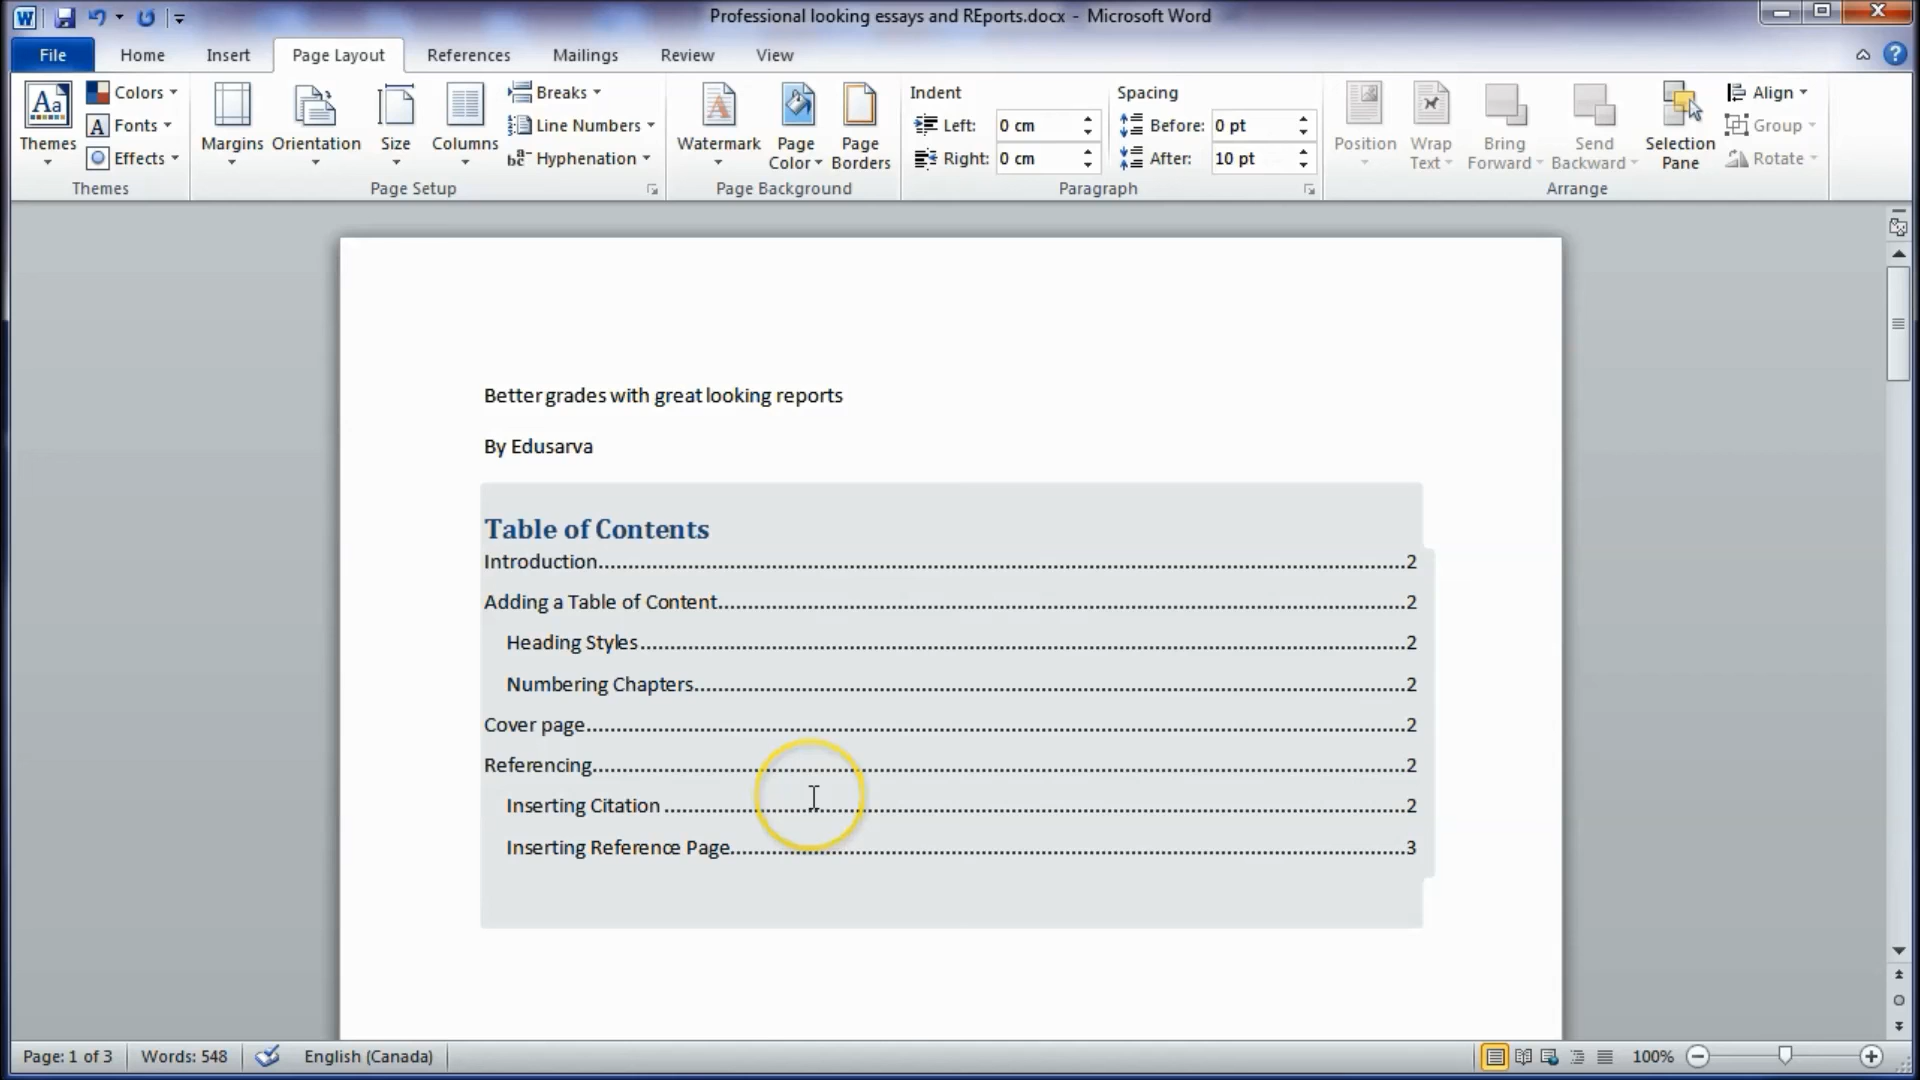 Professional looking essays and REports.docx - Microsoft Word
File Home Insert Page Layout References Mailings Review View
Themes Colors Fonts Effects Themes
Margins Orientation Size Columns Breaks Line Numbers Hyphenation Page Setup
Watermark Page Color Page Borders Page Background
Indent Left: 0 cm Right: 0 cm Spacing Before: 0 pt After: 10 pt Paragraph
Position Wrap Text Bring Forward Send Backward Selection Pane Align Group Rotate Arrange
Better grades with great looking reports
By Edusarva
Table of Contents
Introduction 2
Adding a Table of Content 2
Heading Styles 2
Numbering Chapters 2
Cover page 2
Referencing 2
Inserting Citation 2
Inserting Reference Page 3
Page: 1 of 3 Words: 548 English (Canada) 100%